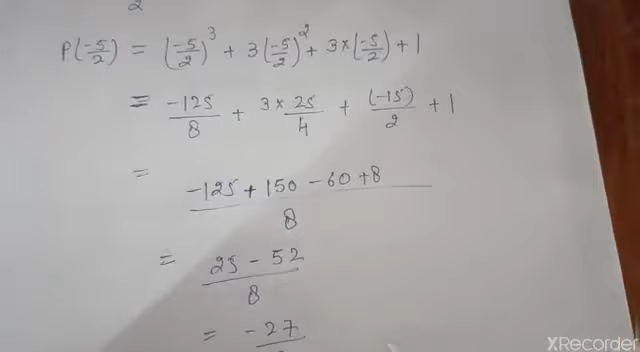 2
P(-5/2) = (-5/2)^3 + 3(-5/2)^2 + 3×(-5/2) + 1
= -125/8 + 3×25/4 + (-15)/2 + 1
= -125 + 150 - 60 + 8 / 8
= 25 - 52 / 8
= -27
XRecorder